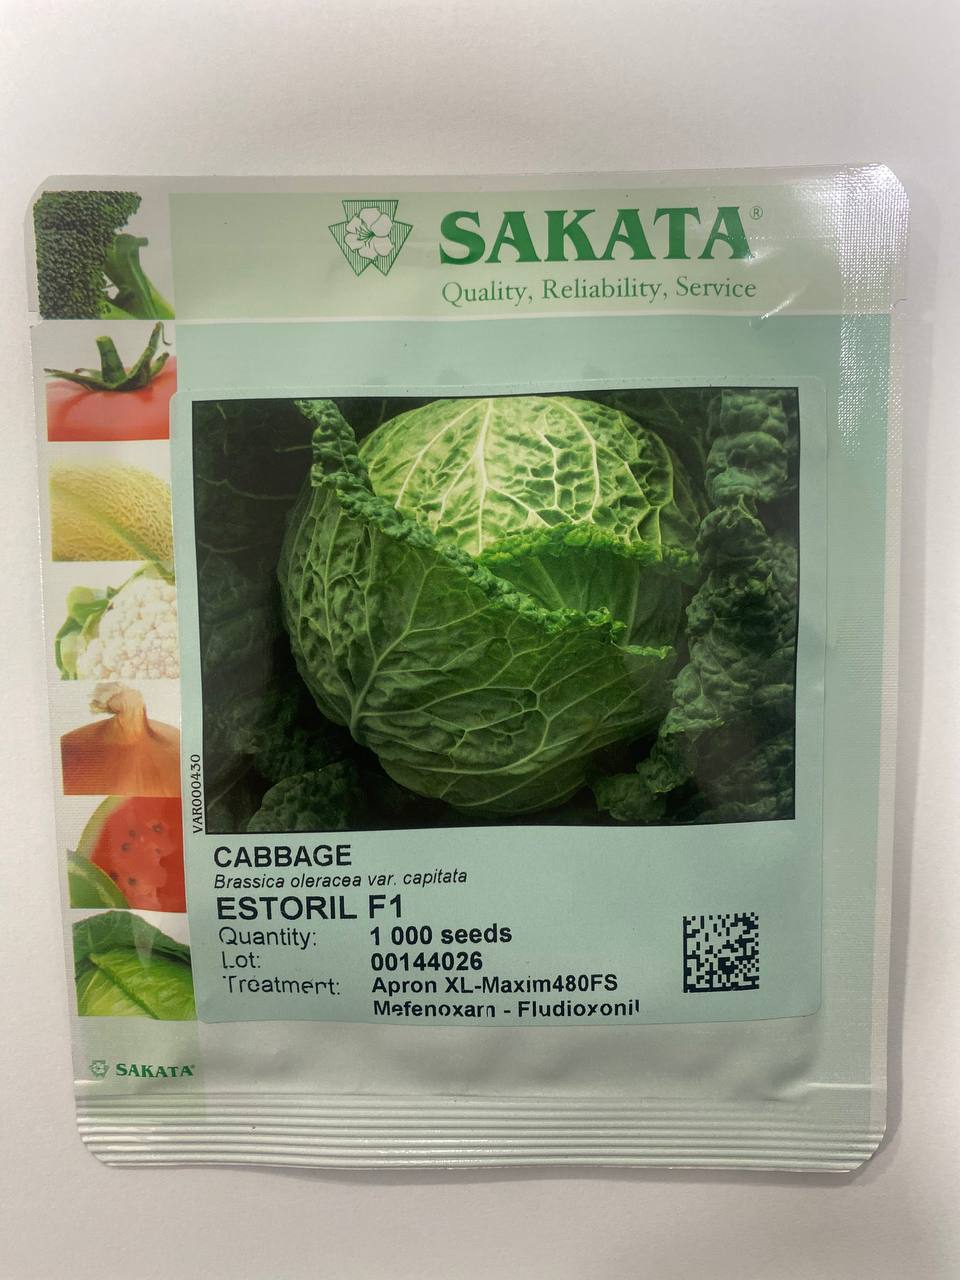 SAKATA®
Quality, Reliability, Service
VAR000430
CABBAGE
Brassica oleracea var. capitata
ESTORIL F1
Quantity: 1 000 seeds
Lot: 00144026
Treatment: Apron XL-Maxim480FS
Mefenoxam - Fludioxonil
SAKATA®